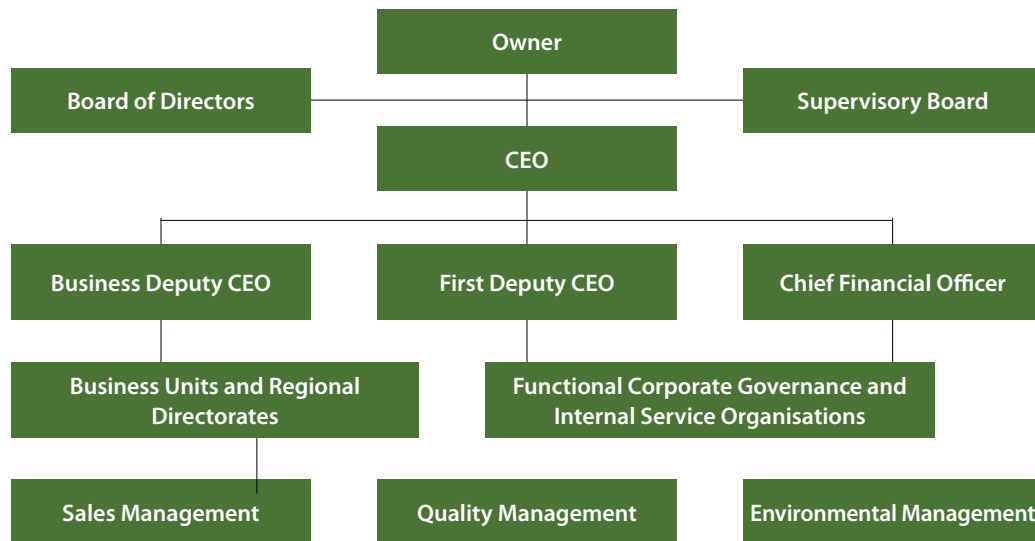 Owner
Board of Directors
Supervisory Board
CEO
Business Deputy CEO
First Deputy CEO
Chief Financial Officer
Business Units and Regional
Directorates
Functional Corporate Governance and
Internal Service Organisations
Sales Management
Quality Management
Environmental Management